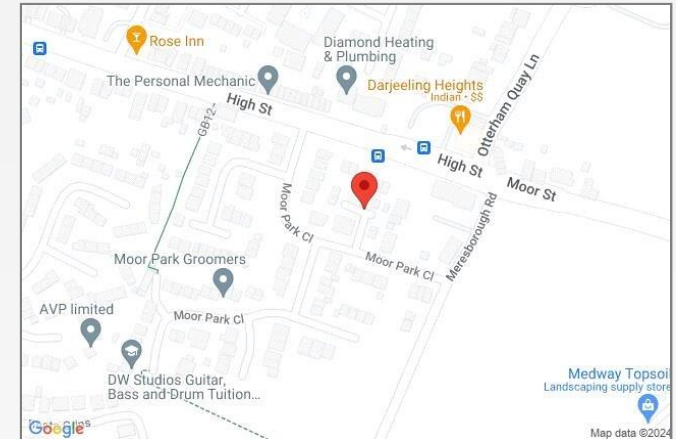 Rose Inn
Diamond Heating
& Plumbing
The Personal Mechanic
Darjeeling Heights
Indian • $$
Otterham Quay Ln
High St
GB12
High St
Moor St
Moor Park Cl
Meresborough Rd
Moor Park Groomers
Moor Park Cl
AVP limited
Moor Park Cl
DW Studios Guitar,
Bass and Drum Tuition...
Medway Topsoi
Landscaping supply store
Google
Map data ©2024